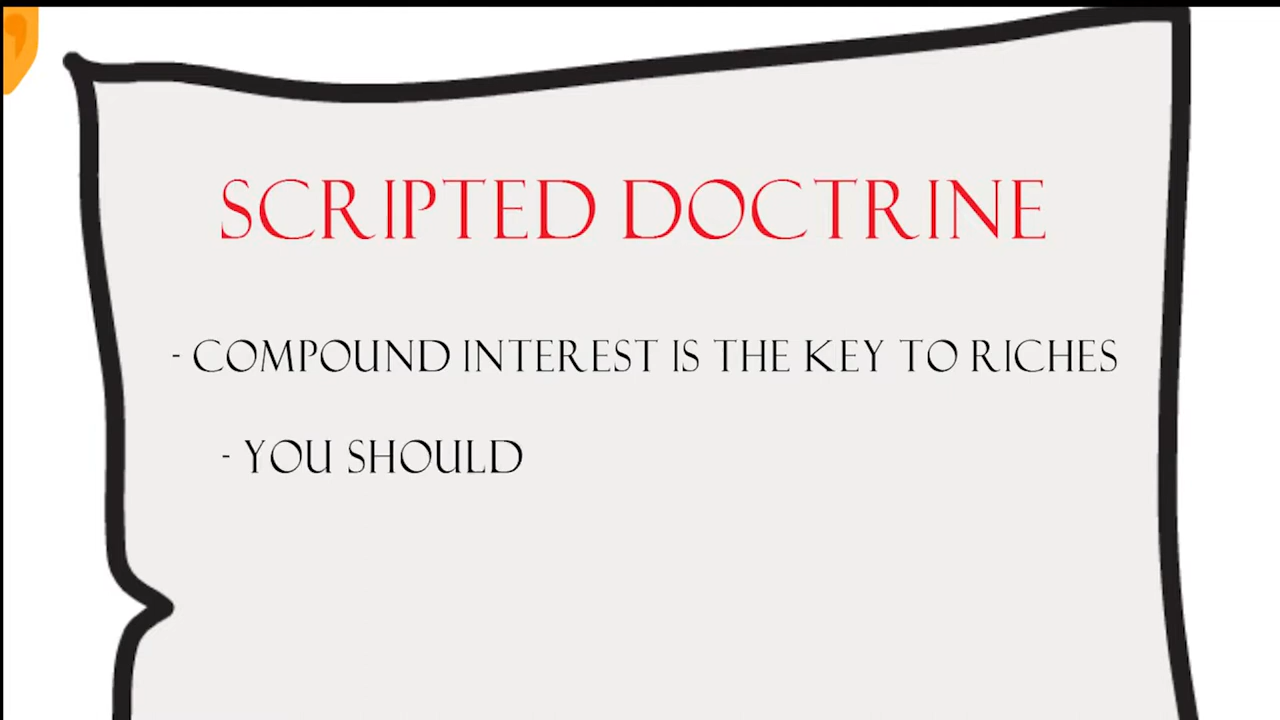 SCRIPTED DOCTRINE
- COMPOUND INTEREST IS THE KEY TO RICHES
- YOU SHOULD